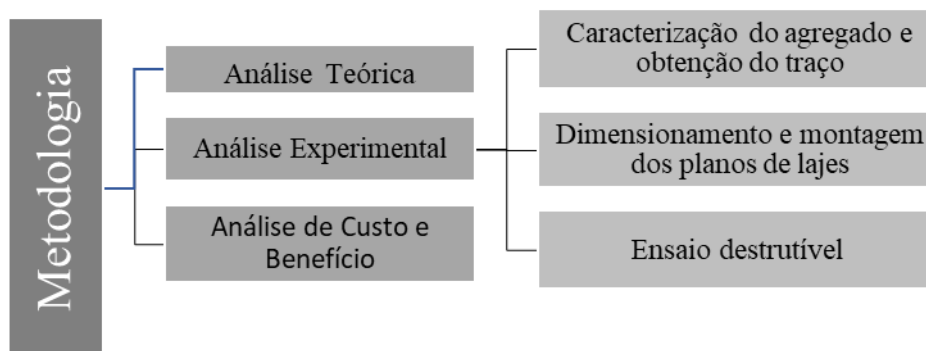 Metodologia
Análise Teórica
Análise Experimental
Análise de Custo e
Benefício
Caracterização do agregado e
obtenção do traço
Dimensionamento e montagem
dos planos de lajes
Ensaio destrutível